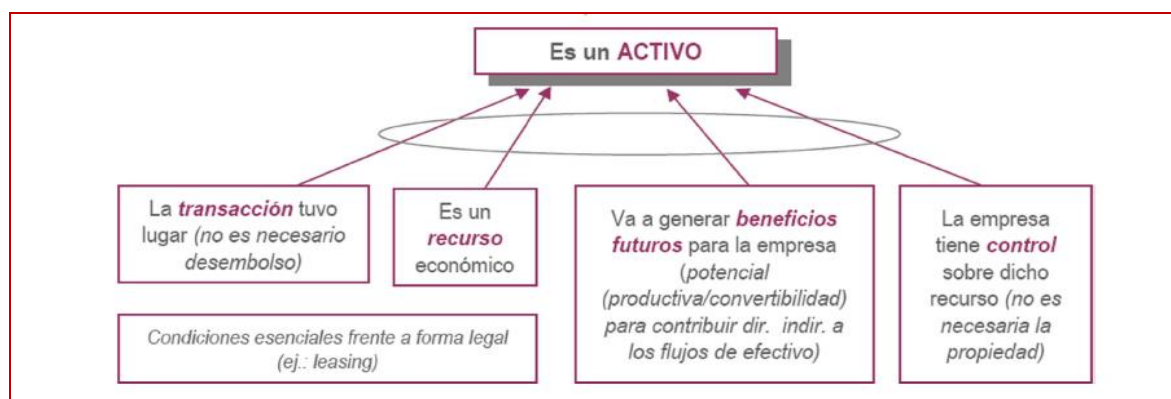 Es un ACTIVO
La transacción tuvo
lugar (no es necesario
desembolso)
Es un
recurso
económico
Va a generar beneficios
futuros para la empresa
(potencial
(productiva/convertibilidad)
para contribuir dir. indir. a
los flujos de efectivo)
La empresa
tiene control
sobre dicho
recurso (no es
necesaria la
propiedad)
Condiciones esenciales frente a forma legal
(ej.: leasing)